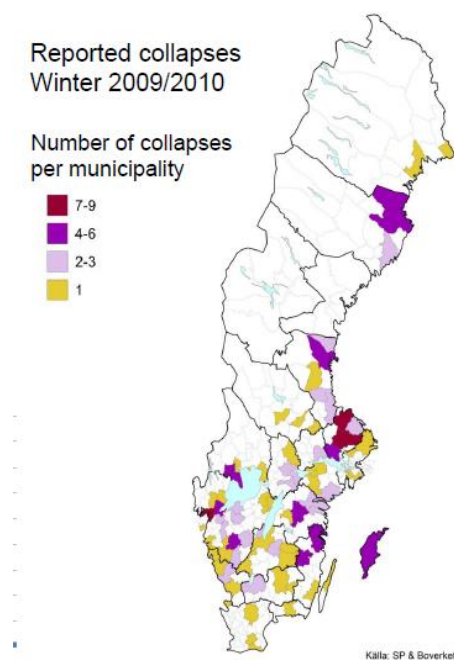 Reported collapses
Winter 2009/2010
Number of collapses
per municipality
7-9
4-6
2-3
1
Källa: SP & Boverket